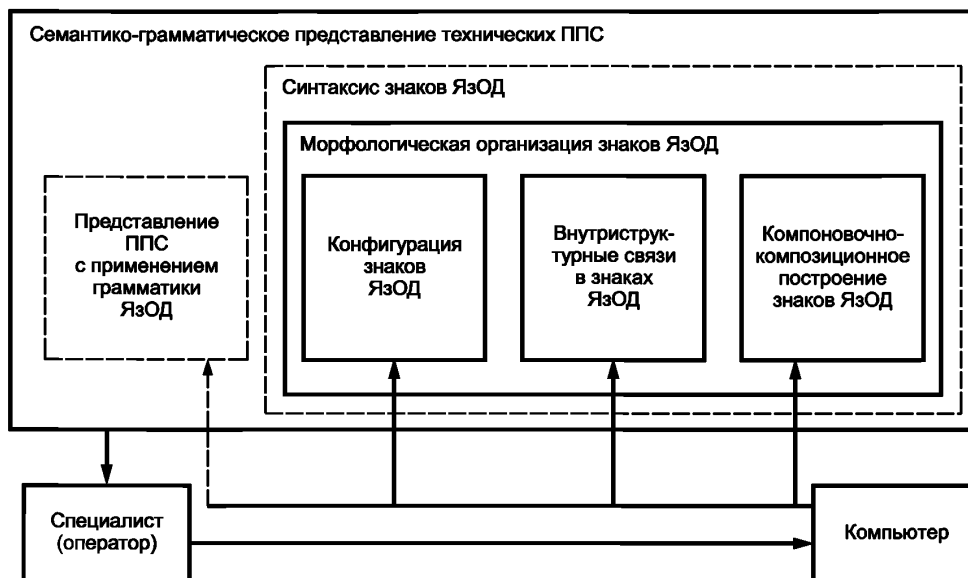 Семантико-грамматическое представление технических ППС
Синтаксис знаков ЯзОД
Морфологическая организация знаков ЯзОД
Представление
ППС
с применением
грамматики
ЯзОД
Конфигурация
знаков
ЯзОД
Внутриструк-
турные связи
в знаках
ЯзОД
Компоновочно-
композиционное
построение
знаков ЯзОД
Специалист
(оператор)
Компьютер